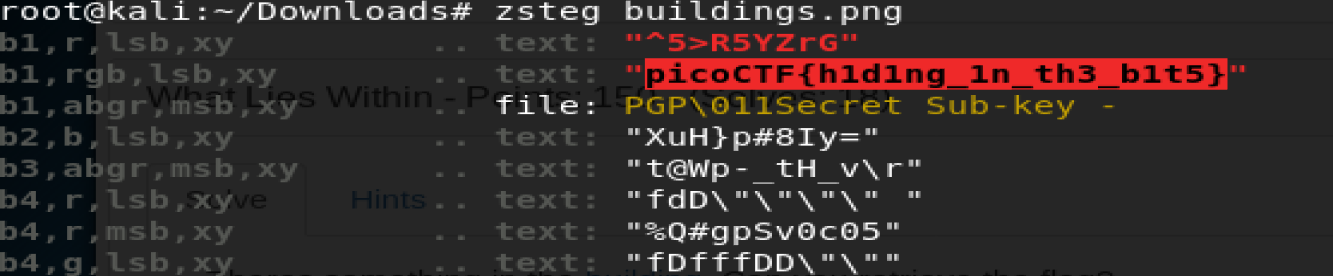 root@kali:~/Downloads# zsteg buildings.png
b1,r,lsb,xy .. text: "^5>R5YZrG"
b1,rgb,lsb,xy .. text: "picoCTF{h1d1ng_1n_th3_b1t5}"
What Lies Within - Points: 150
b1,abgr,msb,xy .. file: PGP\011Secret Sub-key -
b2,b,lsb,xy .. text: "XuH}p#8Iy="
b3,abgr,msb,xy .. text: "t@Wp-_tH_v\r"
b4,r,lsb,xy .. text: "fdD\"\"\"\" "
Solve Hints
b4,r,msb,xy .. text: "%Q#gpSv0c05"
b4,g,lsb,xy .. text: "fDfffDD\"\""